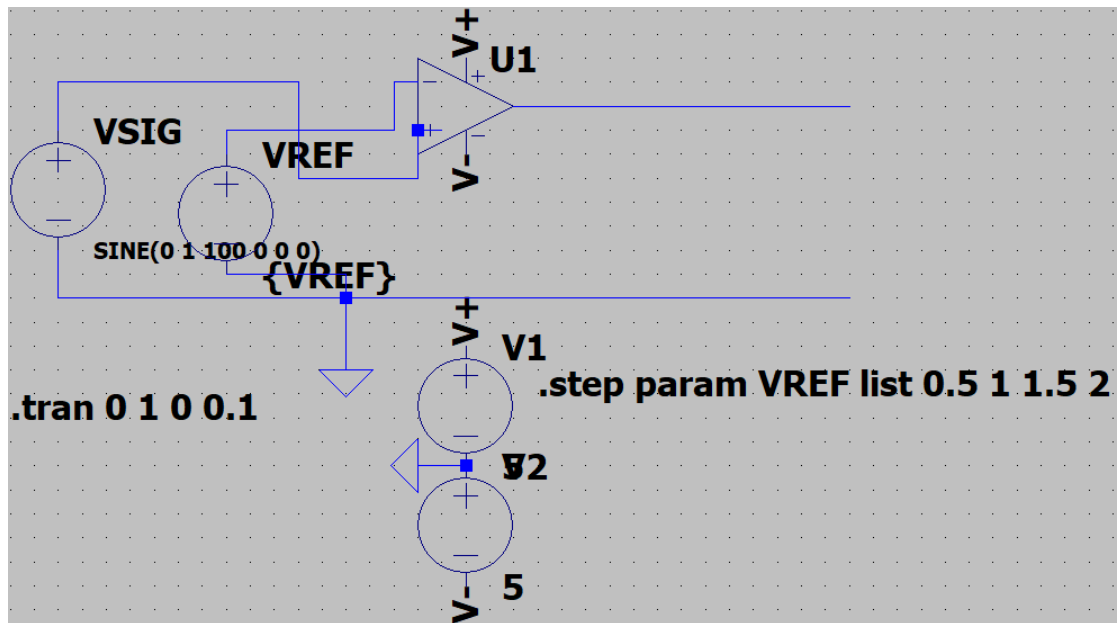 V+
U1
VSIG
VREF
V-
SINE(0 1 100 0 0 0)
{VREF}
V+
V1
.step param VREF list 0.5 1 1.5 2
.tran 0 1 0 0.1
V2
5
V-